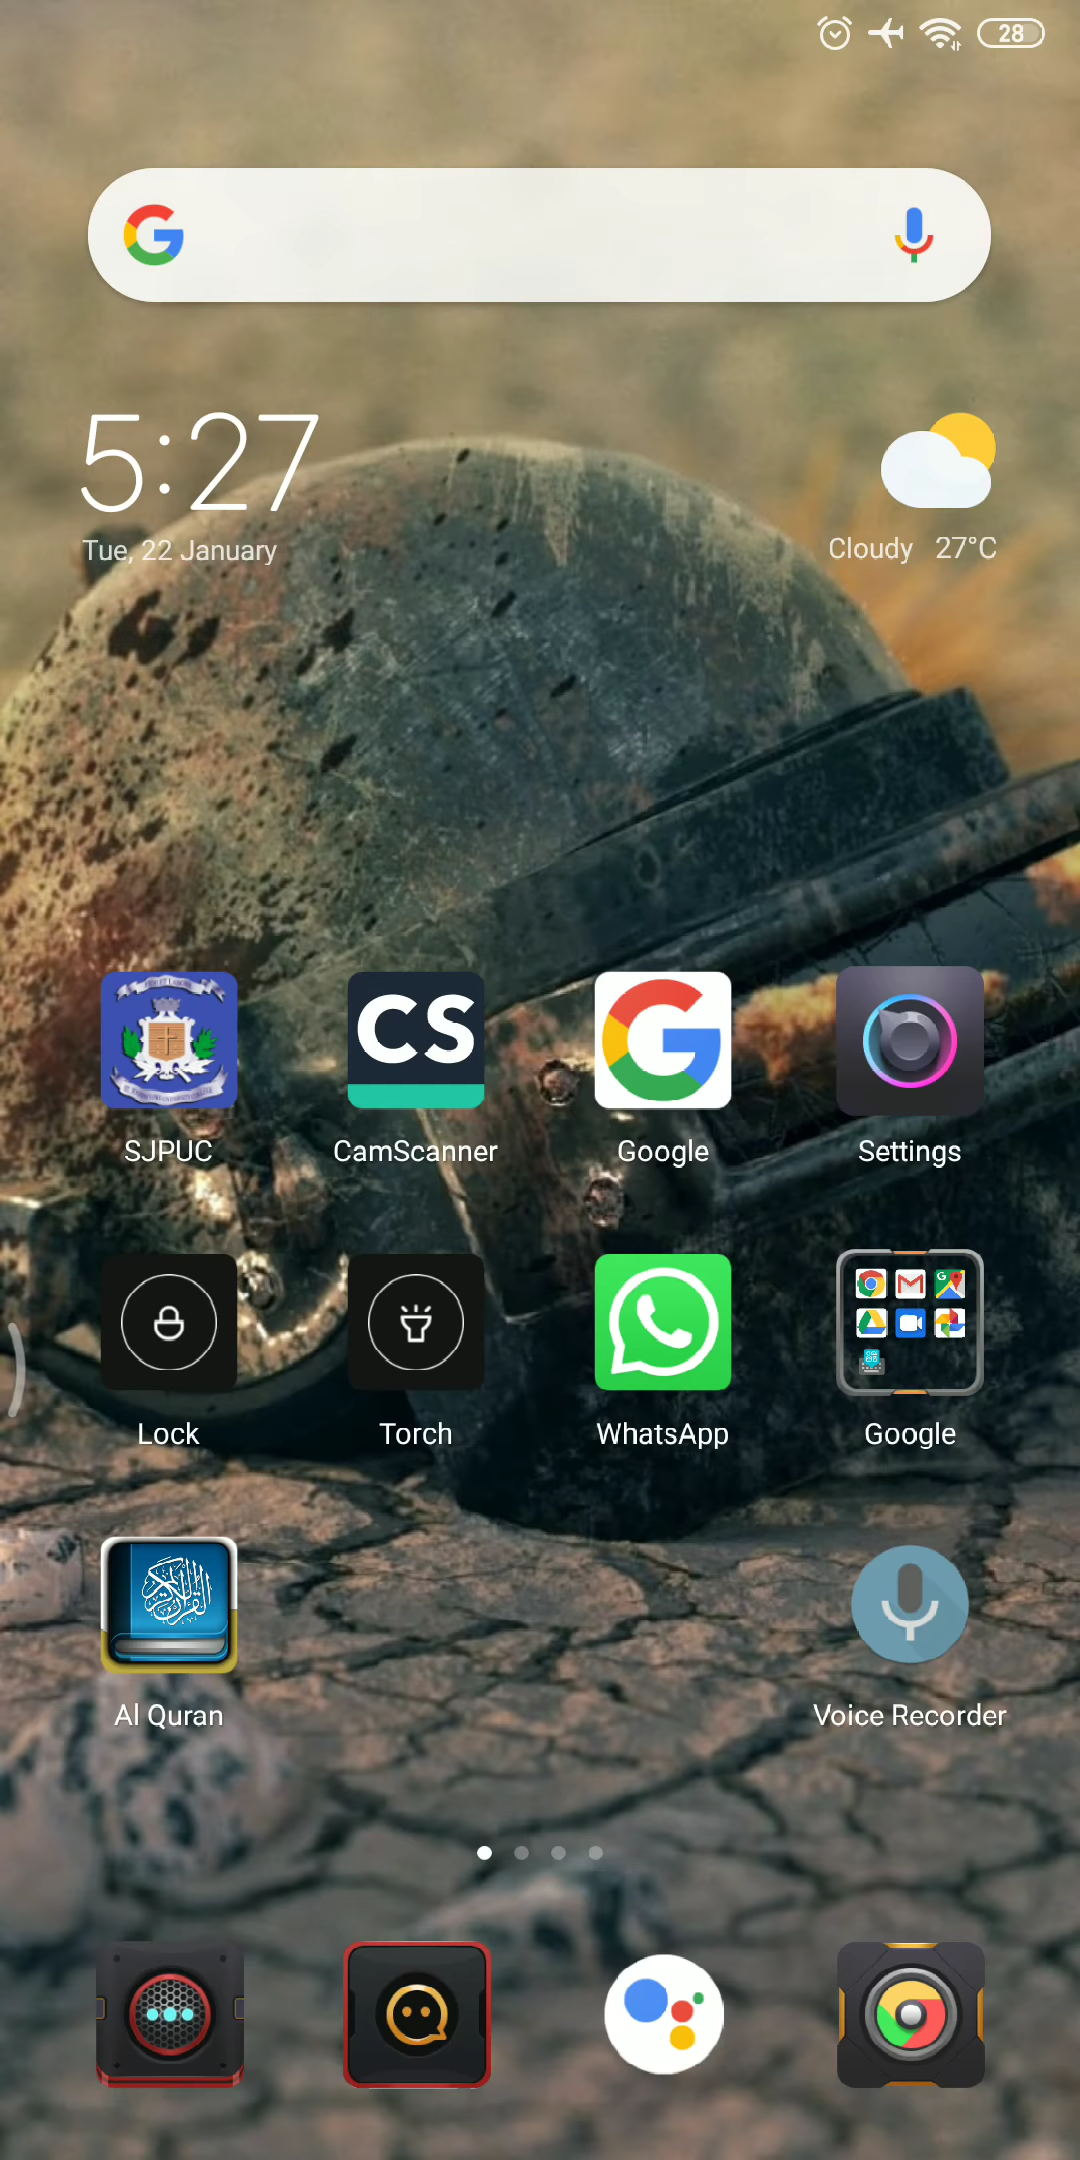 28
5:27
Tue, 22 January
Cloudy 27°C
CS
SJPUC
CamScanner
Google
Settings
Lock
Torch
WhatsApp
Google
Al Quran
Voice Recorder